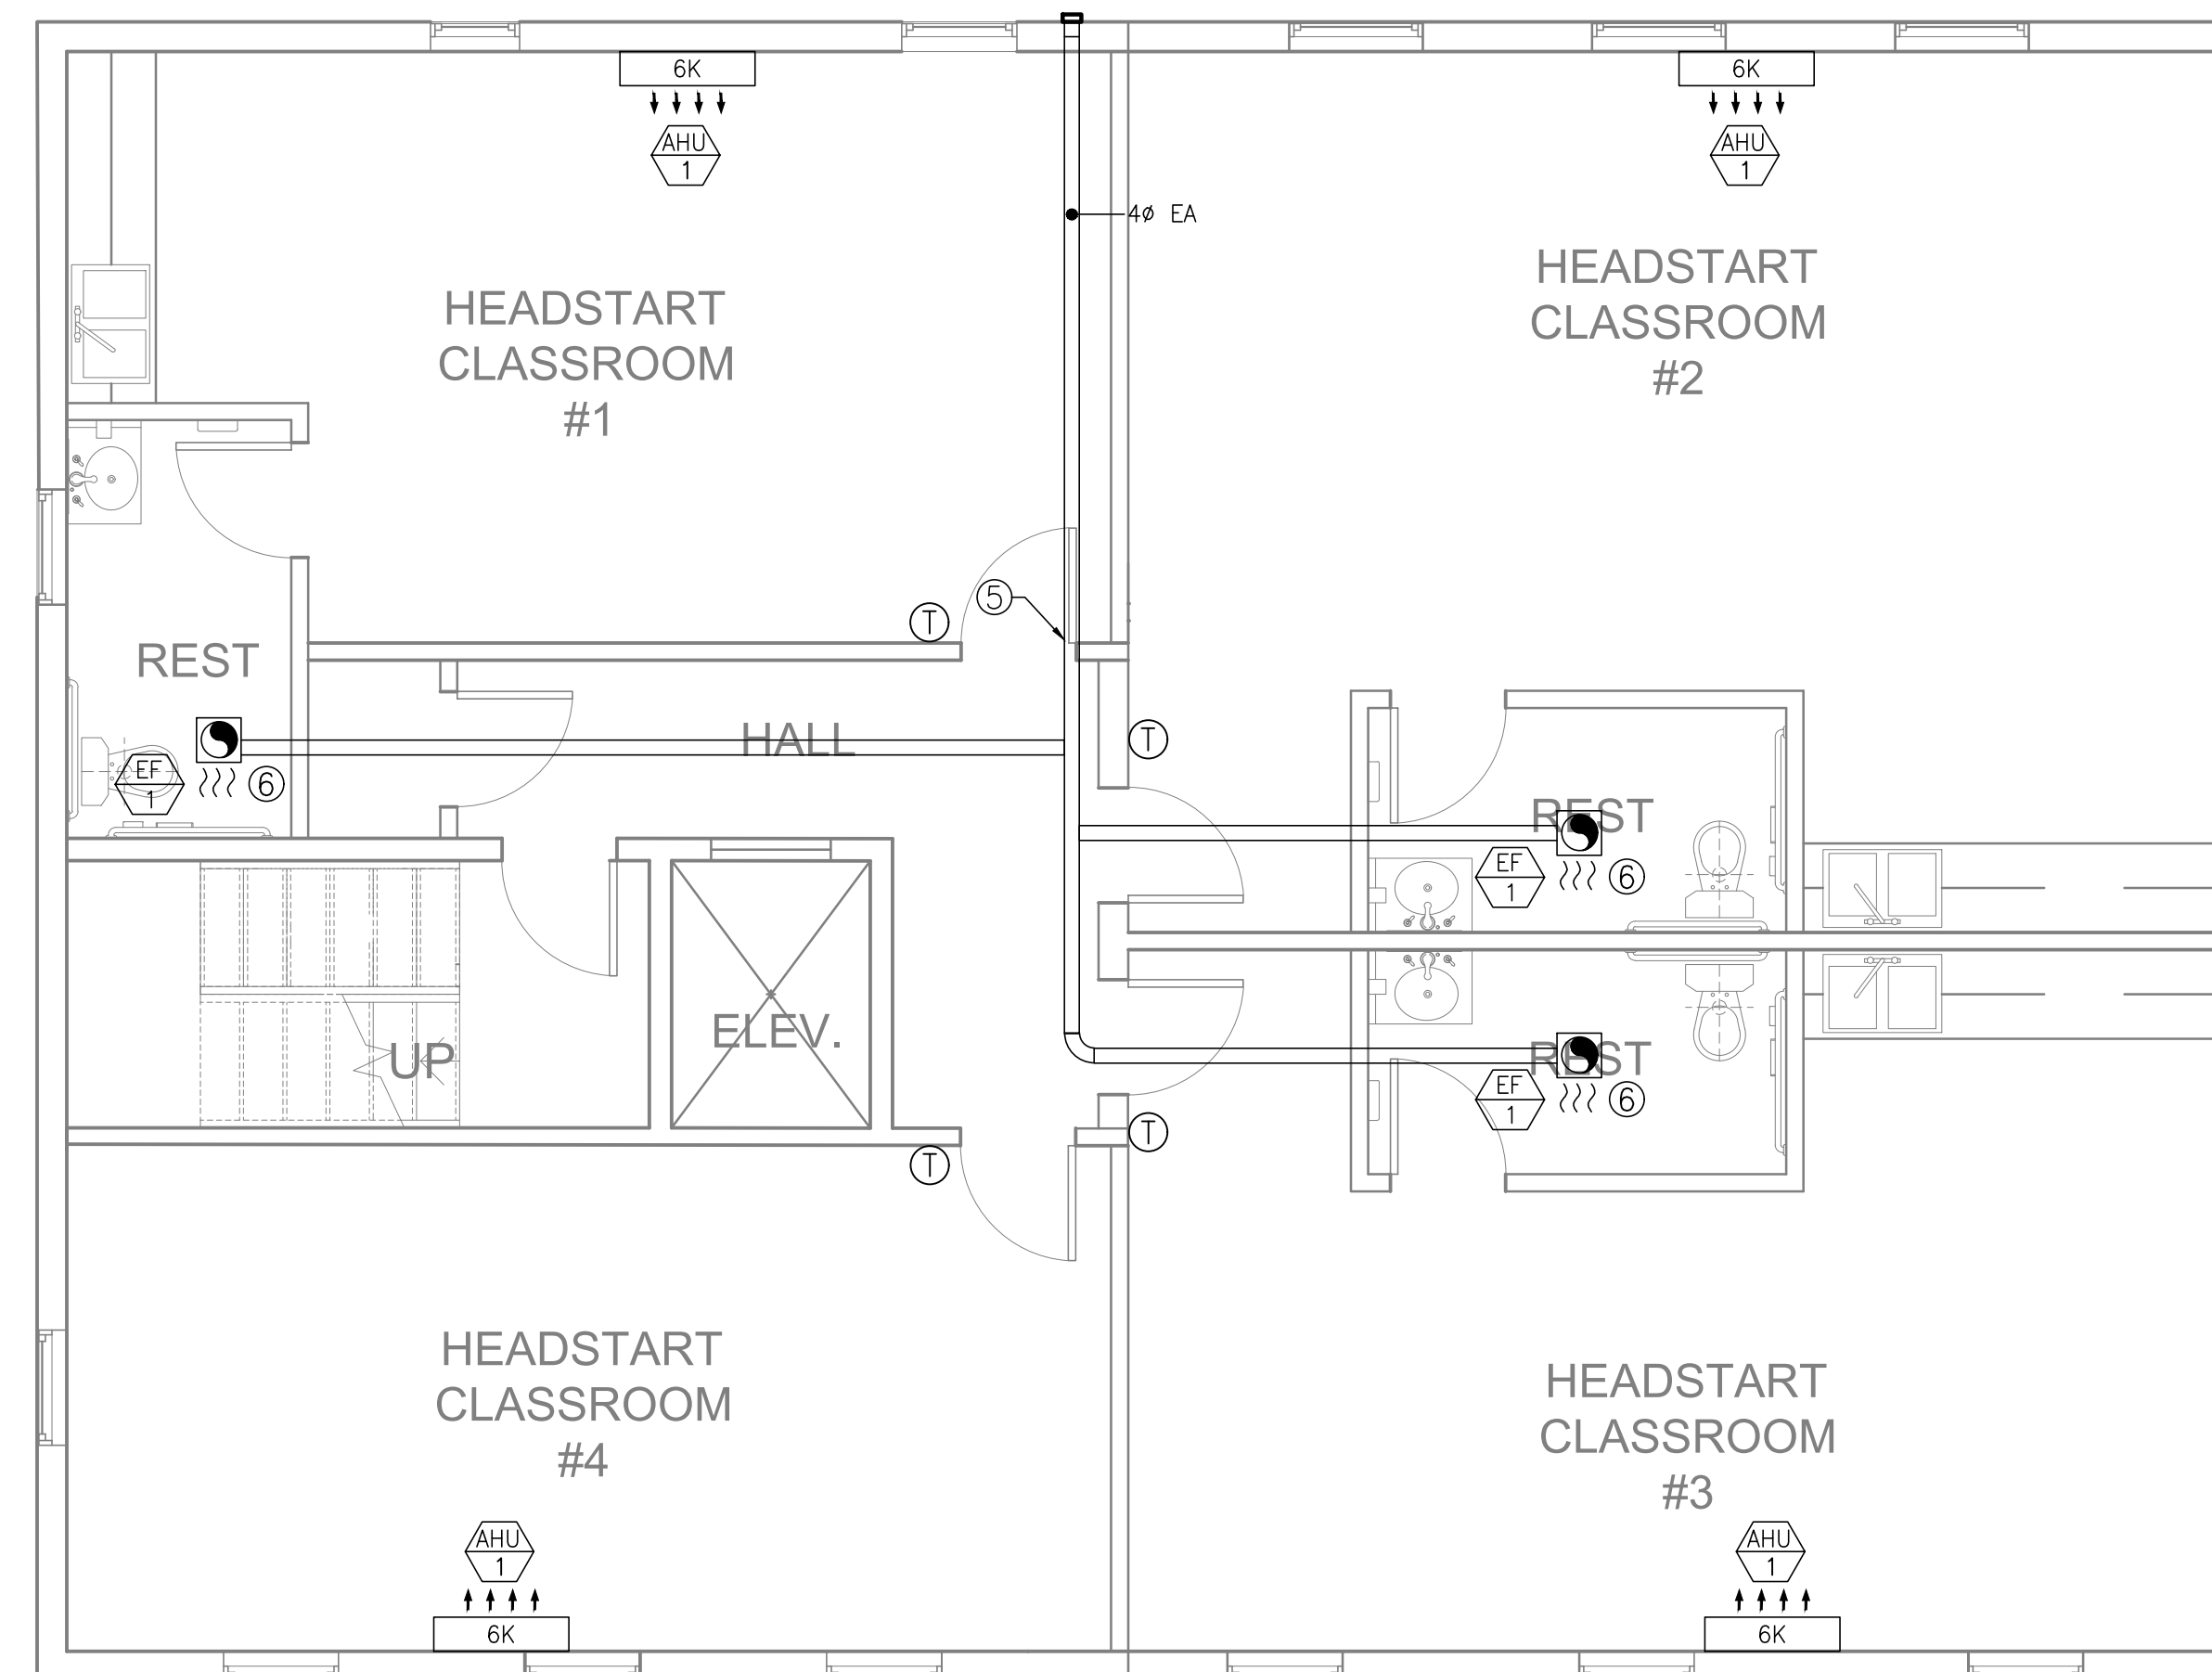 6K
6K
AHU
1
AHU
1
4ø EA
HEADSTART
CLASSROOM
#1
HEADSTART
CLASSROOM
#2
5
T
REST
HALL
T
EF
1
6
REST
EF
1
6
ELEV.
UP
REST
EF
1
6
T
T
HEADSTART
CLASSROOM
#4
HEADSTART
CLASSROOM
#3
AHU
1
AHU
1
6K
6K